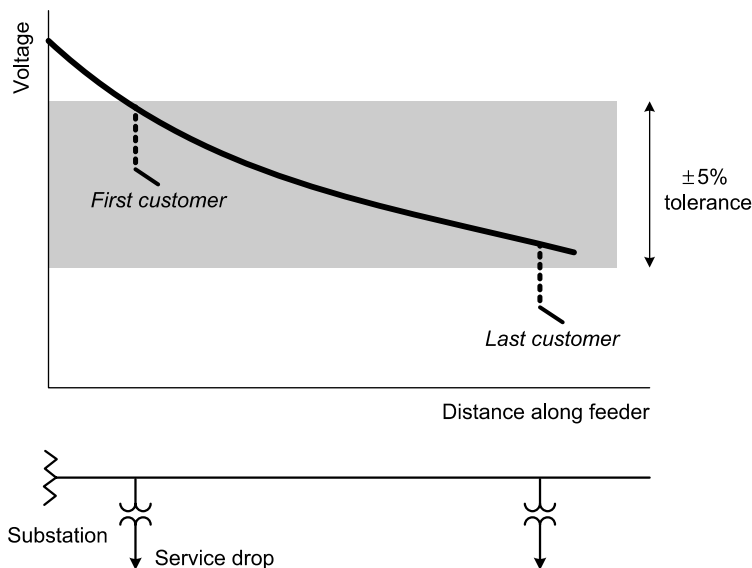 Voltage
First customer
±5%
tolerance
Last customer
Distance along feeder
Substation
Service drop